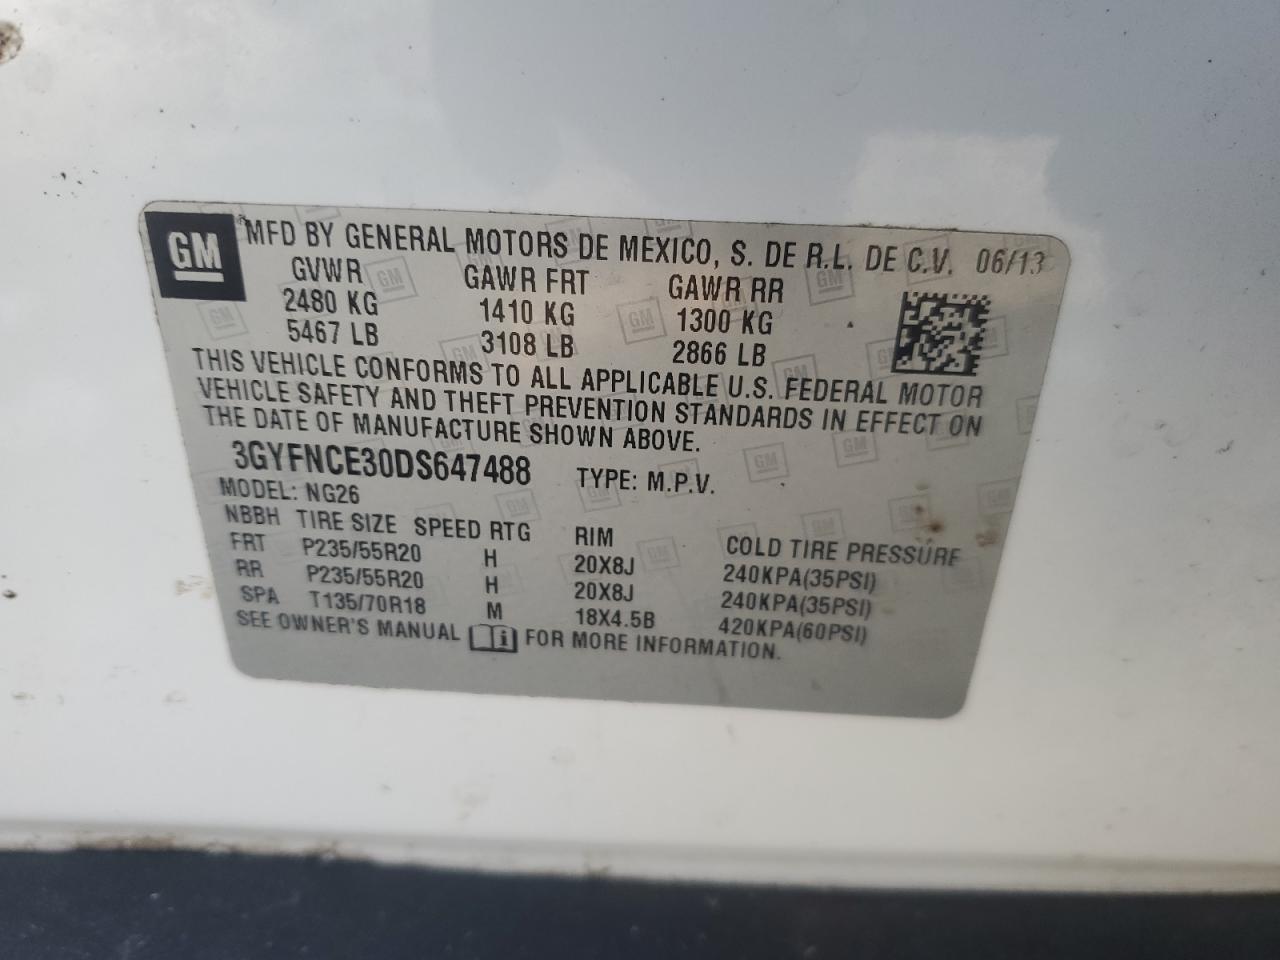 GM MFD BY GENERAL MOTORS DE MEXICO, S. DE R.L. DE C.V. 06/13
GVWR GAWR FRT GAWR RR
2480 KG 1410 KG 1300 KG
5467 LB 3108 LB 2866 LB
THIS VEHICLE CONFORMS TO ALL APPLICABLE U.S. FEDERAL MOTOR
VEHICLE SAFETY AND THEFT PREVENTION STANDARDS IN EFFECT ON
THE DATE OF MANUFACTURE SHOWN ABOVE.
3GYFNCE30DS647488 TYPE: M.P.V.
MODEL: NG26
NBBH TIRE SIZE SPEED RTG RIM COLD TIRE PRESSURE
FRT P235/55R20 H 20X8J 240KPA(35PSI)
RR P235/55R20 H 20X8J 240KPA(35PSI)
SPA T135/70R18 M 18X4.5B 420KPA(60PSI)
SEE OWNER'S MANUAL i FOR MORE INFORMATION.